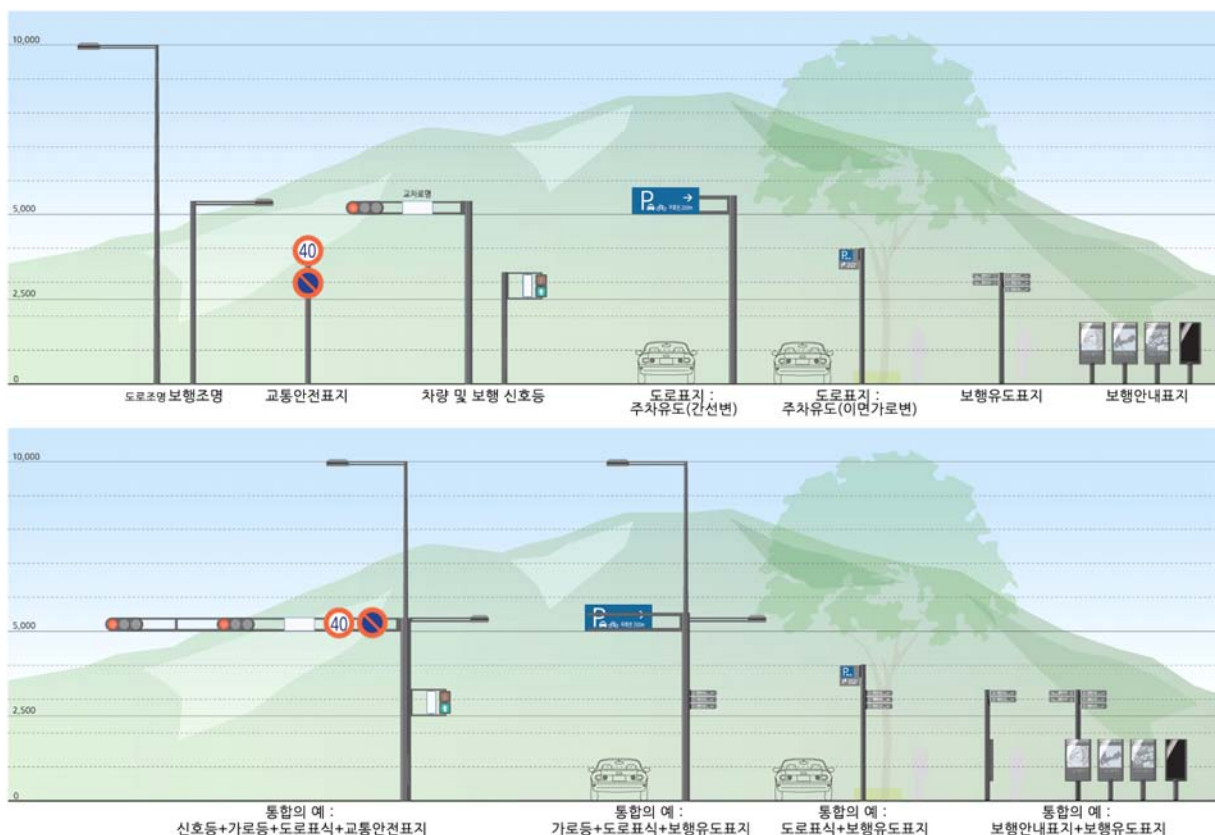 10,000
교차로명
P
5,000
40
P
2,500
0
도로조명 보행조명
교통안전표지
차량 및 보행 신호등
도로표지 :
주차유도(간선변)
도로표지 :
주차유도(이면가로변)
보행유도표지
보행안내표지
10,000
40
P
5,000
P
2,500
0
통합의 예 :
신호등+가로등+도로표식+교통안전표지
통합의 예 :
가로등+도로표식+보행유도표지
통합의 예 :
도로표식+보행유도표지
통합의 예 :
보행안내표지+보행유도표지